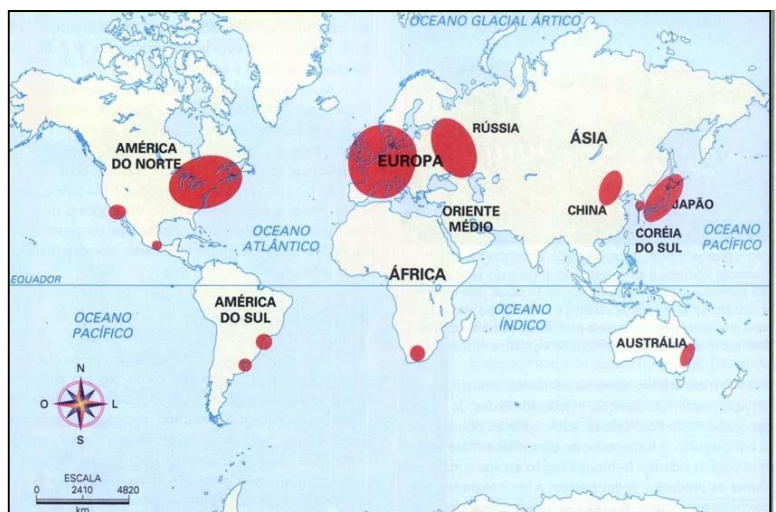 OCEANO GLACIAL ÁRTICO
AMÉRICA
DO NORTE
EUROPA
RÚSSIA
ÁSIA
CHINA
JAPÃO
CORÉIA
DO SUL
ORIENTE
MÉDIO
OCEANO
ATLÂNTICO
OCEANO
PACÍFICO
ÁFRICA
EQUADOR
AMÉRICA
DO SUL
OCEANO
PACÍFICO
OCEANO
ÍNDICO
AUSTRÁLIA
N
O
L
S
ESCALA
0 2410 4820
km